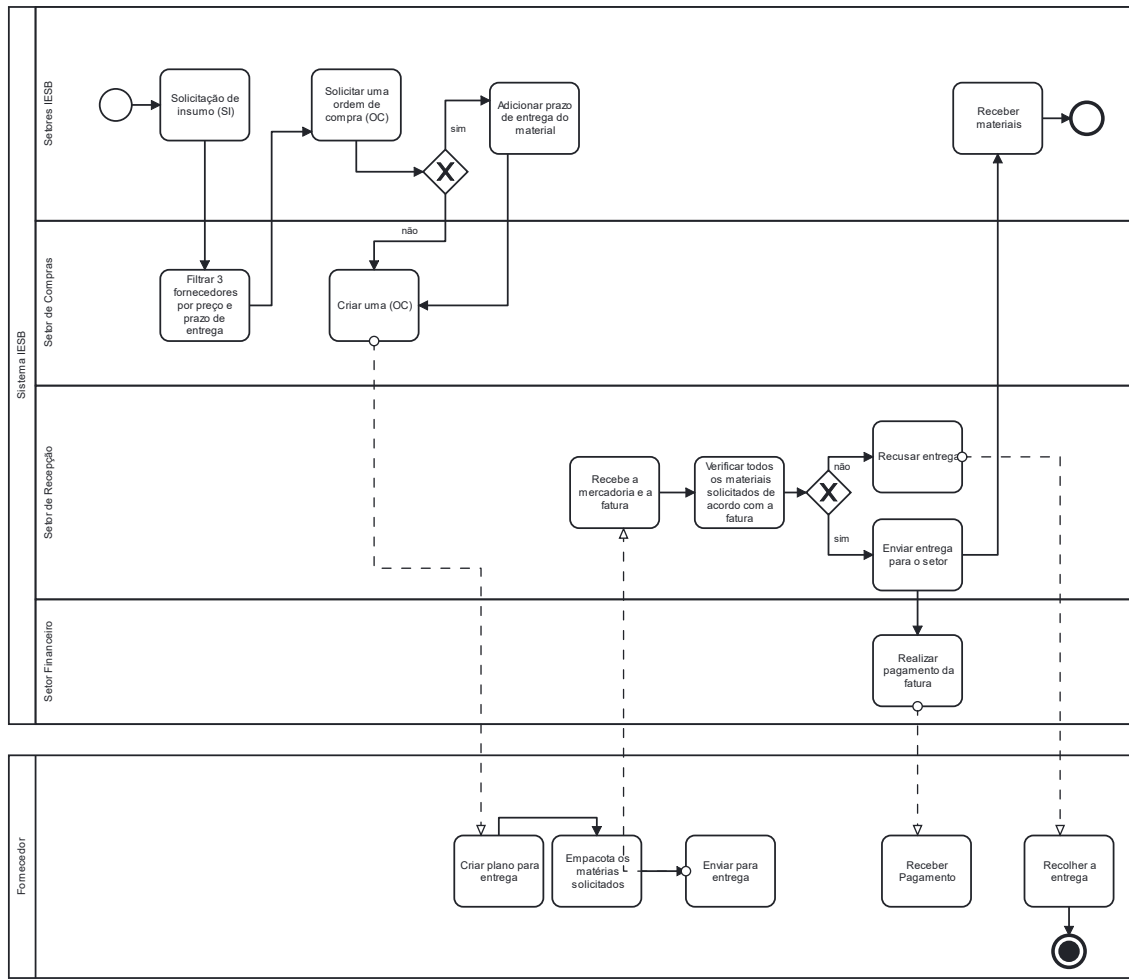 Sistema IESB
Setores IESB
Solicitação de
insumo (SI)
Solicitar uma
ordem de
compra (OC)
sim
Adicionar prazo
de entrega do
material
Receber
materiais
não
Setor de Compras
Filtrar 3
fornecedores
por preço e
prazo de
entrega
Criar uma (OC)
Setor de Recepção
Recebe a
mercadoria e a
fatura
Verificar todos
os materiais
solicitados de
acordo com a
fatura
não
Recusar entrega
sim
Enviar entrega
para o setor
Setor Financeiro
Realizar
pagamento da
fatura
Fornecedor
Criar plano para
entrega
Empacota os
matérias
solicitados
Enviar para
entrega
Receber
Pagamento
Recolher a
entrega